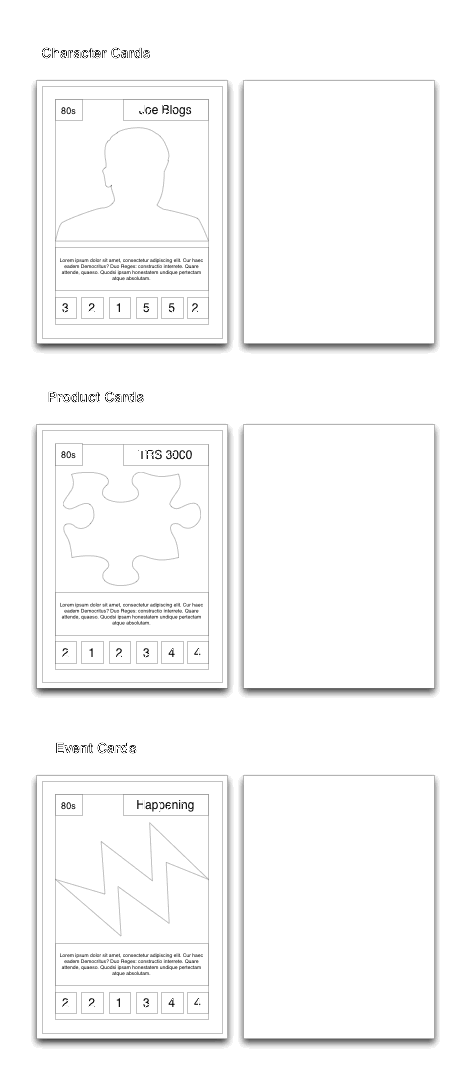 Character Cards
80s
Joe Blogs
Lorem ipsum dolor sit amet, consectetur adipiscing elit. Cur haec
eadem Democritus? Duo Reges: constructio interrete. Quare
attende, quaeso. Quodsi ipsam honestatem undique pertectam
atque absolutam.
3 2 1 5 5 2
Product Cards
80s
TRS 3000
Lorem ipsum dolor sit amet, consectetur adipiscing elit. Cur haec
eadem Democritus? Duo Reges: constructio interrete. Quare
attende, quaeso. Quodsi ipsam honestatem undique pertectam
atque absolutam.
2 1 2 3 4 4
Event Cards
80s
Happening
Lorem ipsum dolor sit amet, consectetur adipiscing elit. Cur haec
eadem Democritus? Duo Reges: constructio interrete. Quare
attende, quaeso. Quodsi ipsam honestatem undique pertectam
atque absolutam.
2 2 1 3 4 4